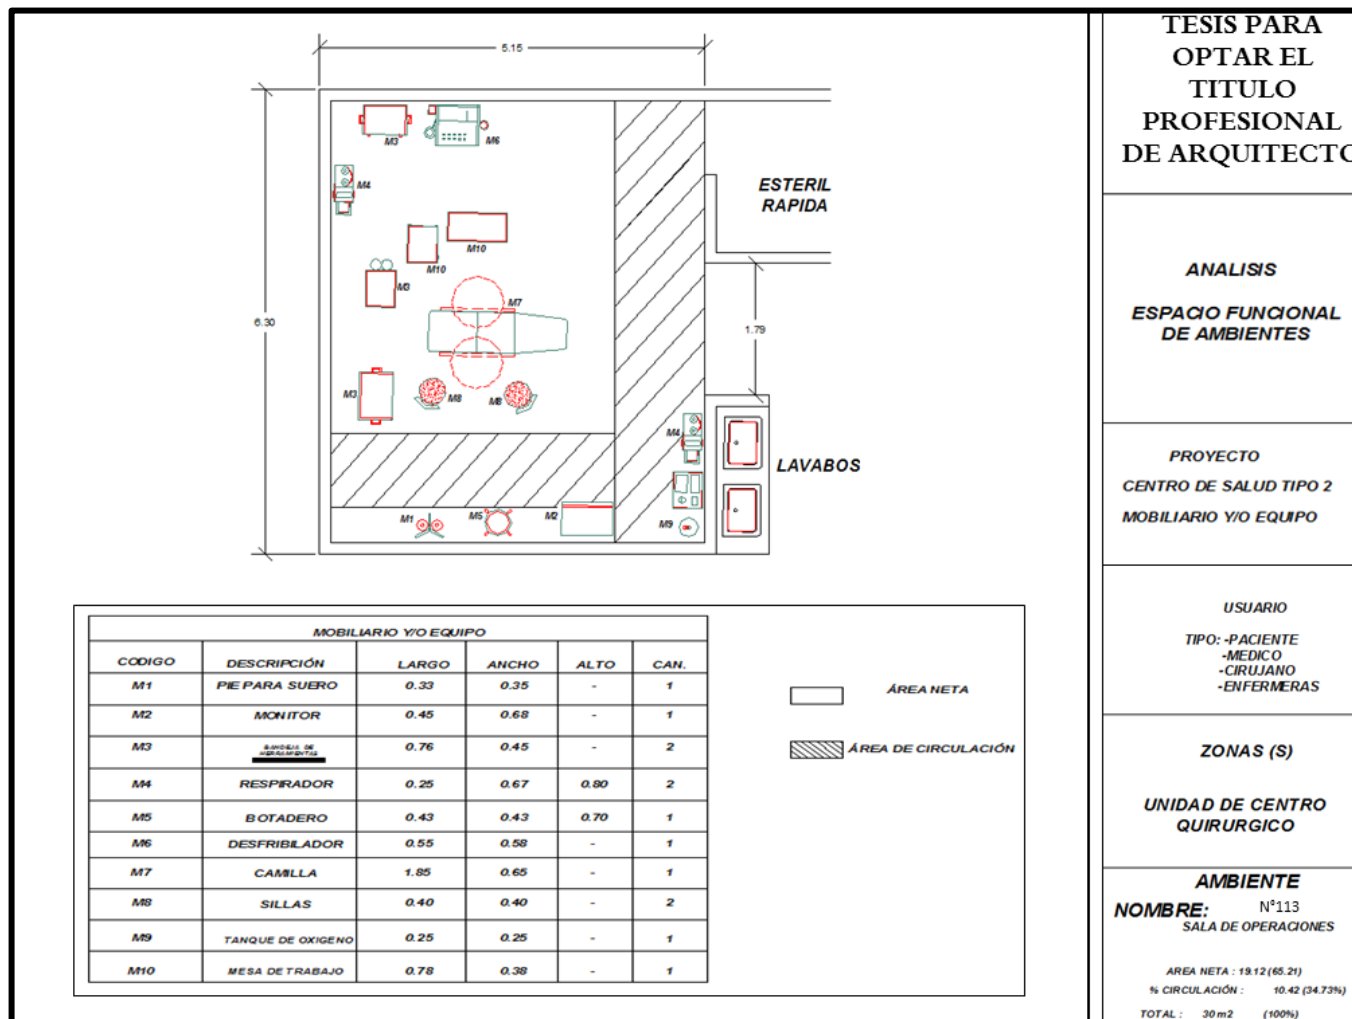 5.15
6.30
1.79
M3
M6
M4
M10
M10
M3
M7
M3
M8
M8
M4
M1
M5
M2
M9
ESTERIL
RAPIDA
LAVABOS
MOBILIARIO Y/O EQUIPO
CODIGO DESCRIPCIÓN LARGO ANCHO ALTO CAN.
M1 PIE PARA SUERO 0.33 0.35 - 1
M2 MONITOR 0.45 0.68 - 1
M3 BANDEJA DE HERRAMIENTAS 0.76 0.45 - 2
M4 RESPIRADOR 0.25 0.67 0.80 2
M5 BOTADERO 0.43 0.43 0.70 1
M6 DESFRIBILADOR 0.55 0.58 - 1
M7 CAMILLA 1.85 0.65 - 1
M8 SILLAS 0.40 0.40 - 2
M9 TANQUE DE OXIGENO 0.25 0.25 - 1
M10 MESA DE TRABAJO 0.78 0.38 - 1
ÁREA NETA
ÁREA DE CIRCULACIÓN
TESIS PARA
OPTAR EL
TITULO
PROFESIONAL
DE ARQUITECTO
ANALISIS
ESPACIO FUNCIONAL
DE AMBIENTES
PROYECTO
CENTRO DE SALUD TIPO 2
MOBILIARIO Y/O EQUIPO
USUARIO
TIPO: -PACIENTE
-MEDICO
-CIRUJANO
-ENFERMERAS
ZONAS (S)
UNIDAD DE CENTRO
QUIRURGICO
AMBIENTE
NOMBRE: N°113
SALA DE OPERACIONES
AREA NETA : 19.12 (65.21)
% CIRCULACIÓN : 10.42 (34.73%)
TOTAL : 30 m2 (100%)